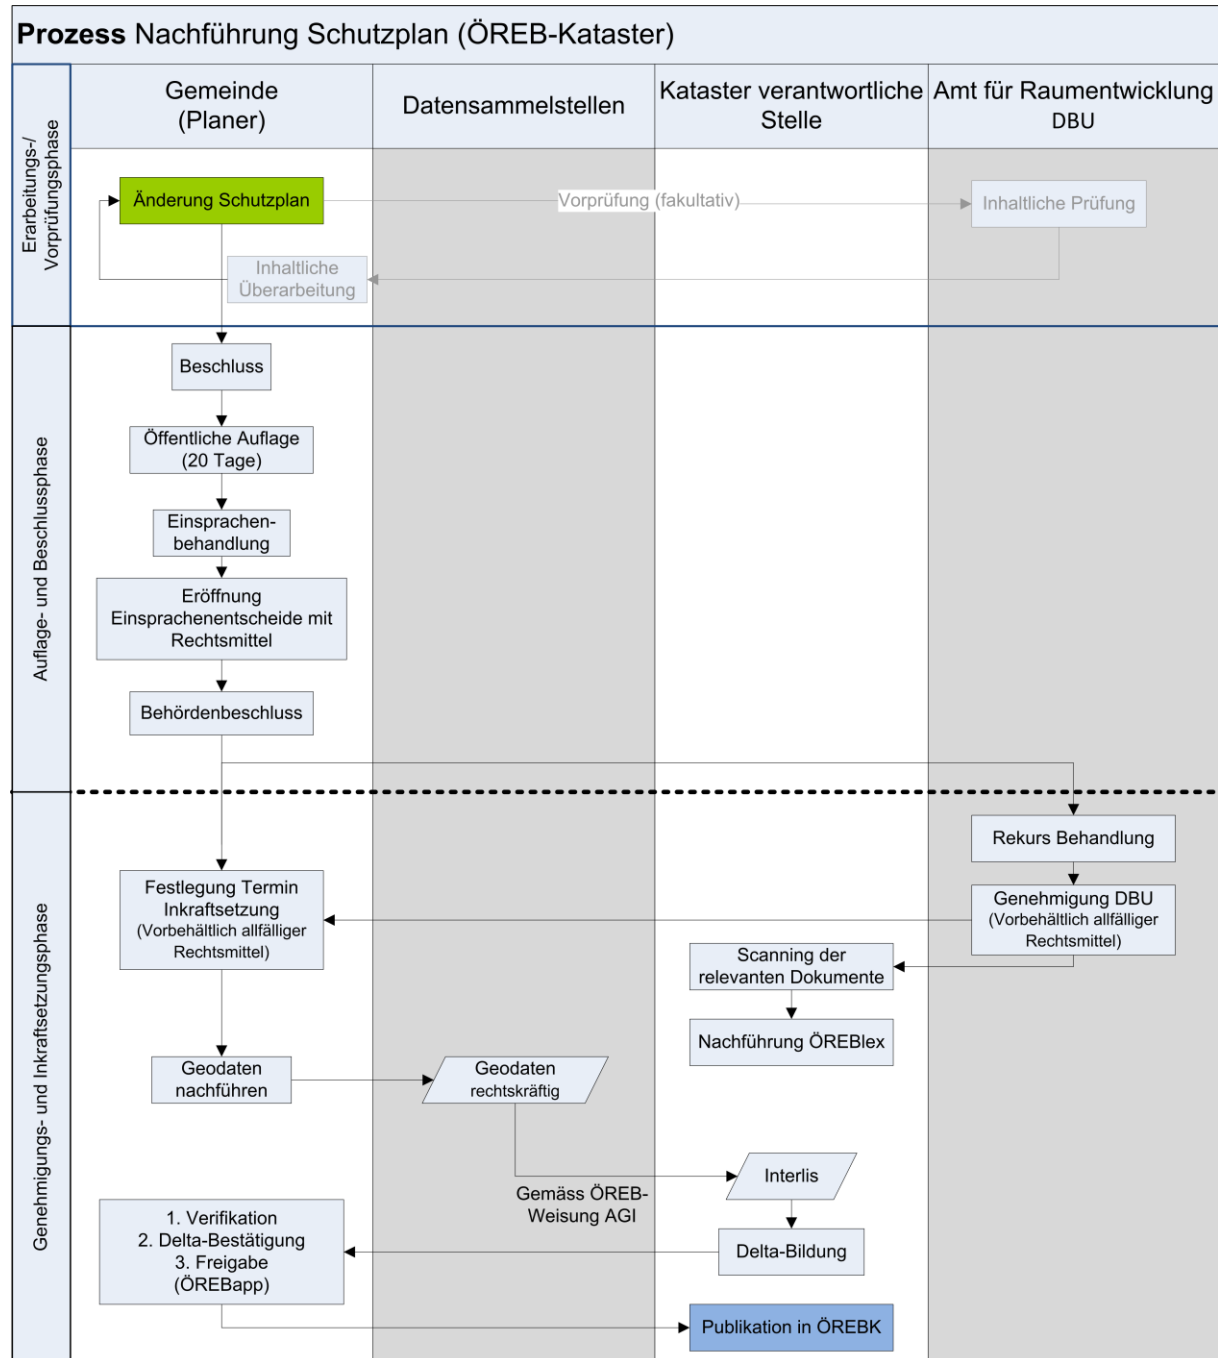 Prozess Nachführung Schutzplan (ÖREB-Kataster)
Gemeinde
(Planer)
Datensammelstellen
Kataster verantwortliche
Stelle
Amt für Raumentwicklung
DBU
Erarbeitungs-/
Vorprüfungsphase
Änderung Schutzplan
Vorprüfung (fakultativ)
Inhaltliche Prüfung
Inhaltliche
Überarbeitung
Auflage- und Beschlussphase
Beschluss
Öffentliche Auflage
(20 Tage)
Einsprachen-
behandlung
Eröffnung
Einsprachenentscheide mit
Rechtsmittel
Behördenbeschluss
Genehmigungs- und Inkraftsetzungsphase
Rekurs Behandlung
Festlegung Termin
Inkraftsetzung
(Vorbehältlich allfälliger
Rechtsmittel)
Genehmigung DBU
(Vorbehältlich allfälliger
Rechtsmittel)
Scanning der
relevanten Dokumente
Nachführung ÖREBlex
Geodaten
nachführen
Geodaten
rechtskräftig
Interlis
Gemäss ÖREB-
Weisung AGI
1. Verifikation
2. Delta-Bestätigung
3. Freigabe
(ÖREBapp)
Delta-Bildung
Publikation in ÖREBK